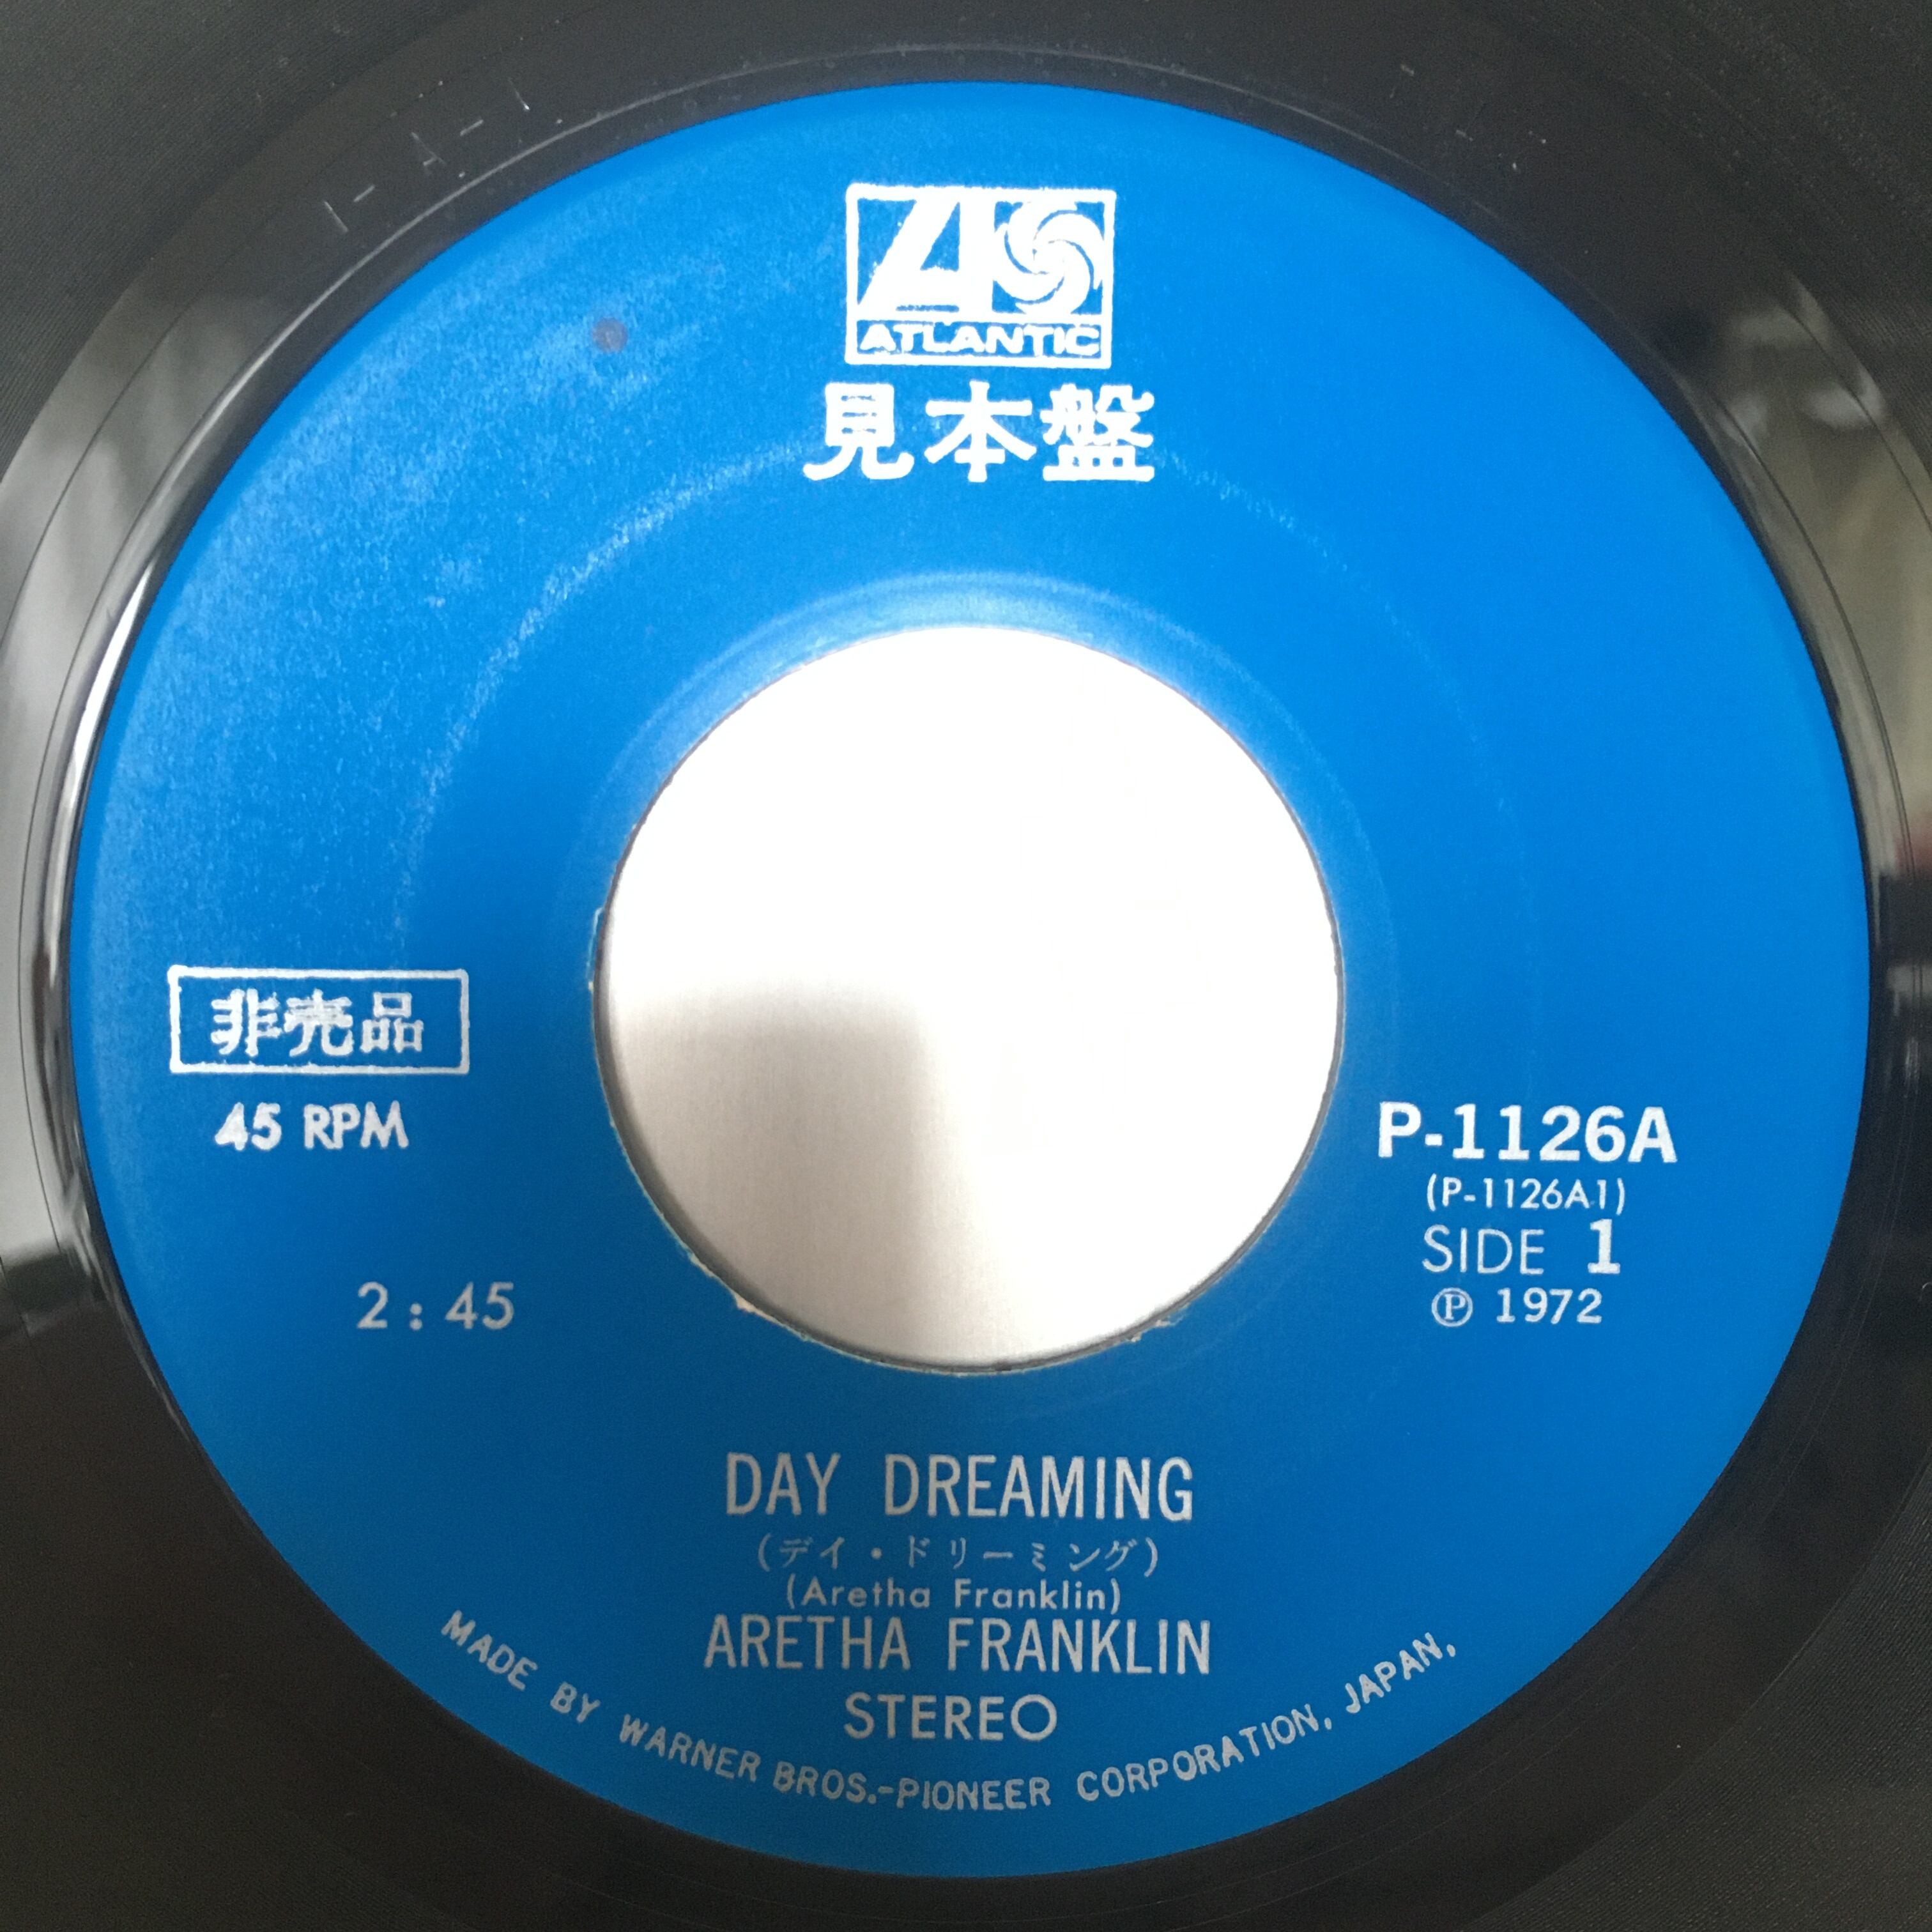 1-A-1
ATLANTIC
見本盤
非売品
45 RPM
2:45
P-1126A
(P-1126A1)
SIDE 1
Ⓟ 1972
DAY DREAMING
(デイ・ドリーミング)
(Aretha Franklin)
ARETHA FRANKLIN
STEREO
MADE BY WARNER BROS.-PIONEER CORPORATION, JAPAN,